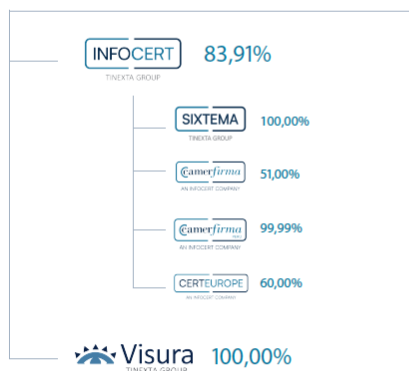 INFOCERT 83,91%
TINEXTA GROUP
SIXTEMA 100,00%
TINEXTA GROUP
Camerfirma 51,00%
AN INFOCERT COMPANY
Camerfirma 99,99%
AN INFOCERT COMPANY
CERTEUROPE 60,00%
AN INFOCERT COMPANY
Visura 100,00%
TINEXTA GROUP